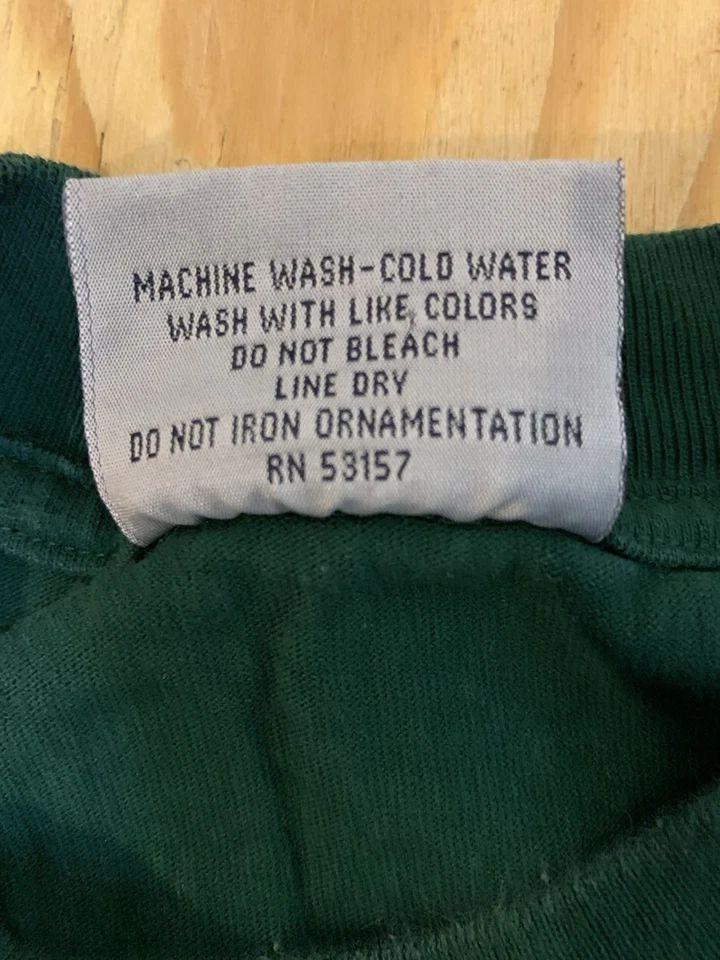 MACHINE WASH-COLD WATER
WASH WITH LIKE COLORS
DO NOT BLEACH
LINE DRY
DO NOT IRON ORNAMENTATION
RN 53157